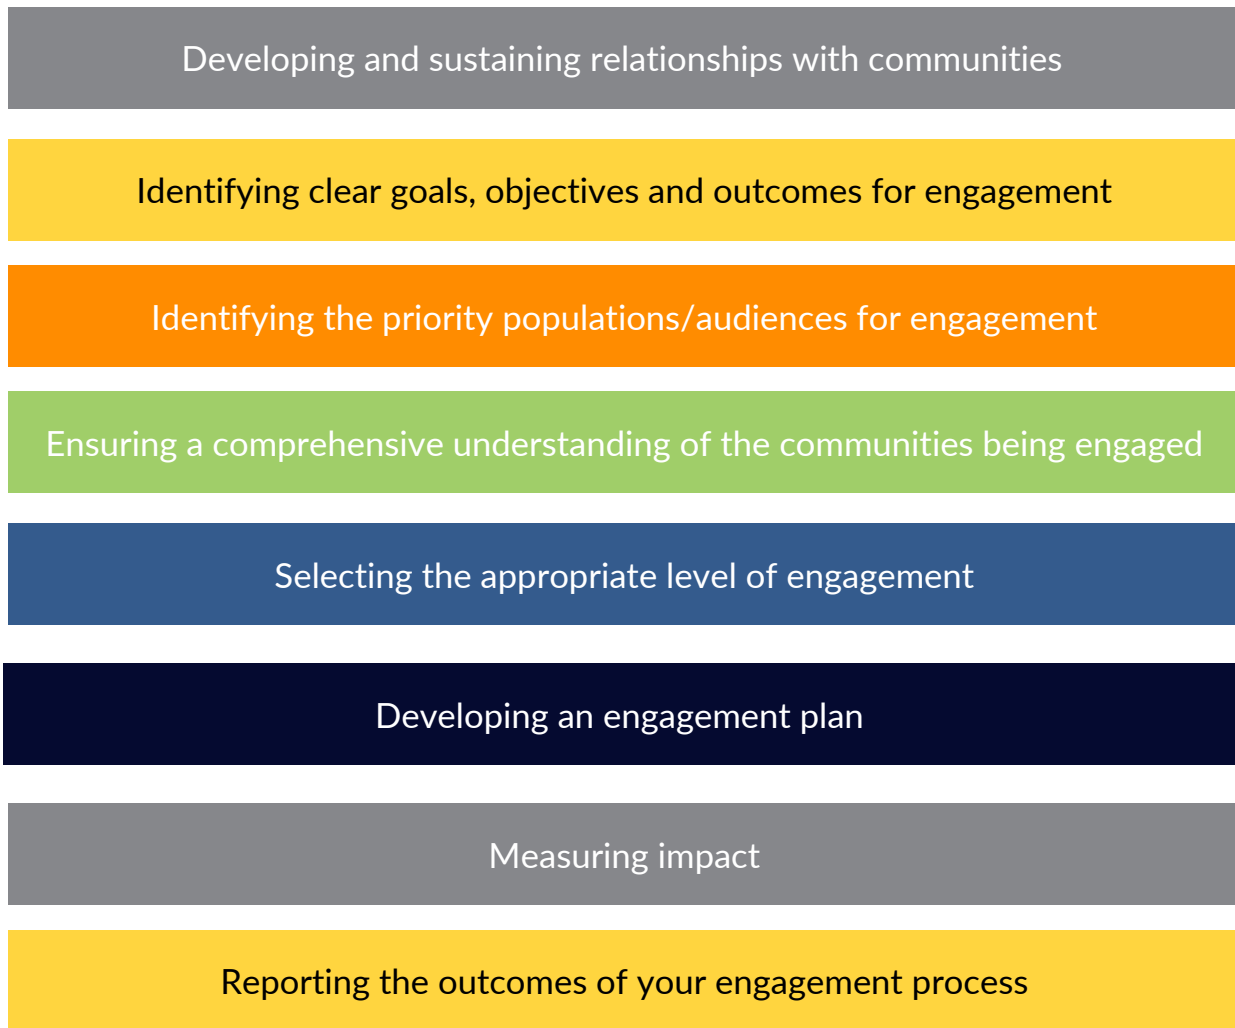 Developing and sustaining relationships with communities
Identifying clear goals, objectives and outcomes for engagement
Identifying the priority populations/audiences for engagement
Ensuring a comprehensive understanding of the communities being engaged
Selecting the appropriate level of engagement
Developing an engagement plan
Measuring impact
Reporting the outcomes of your engagement process